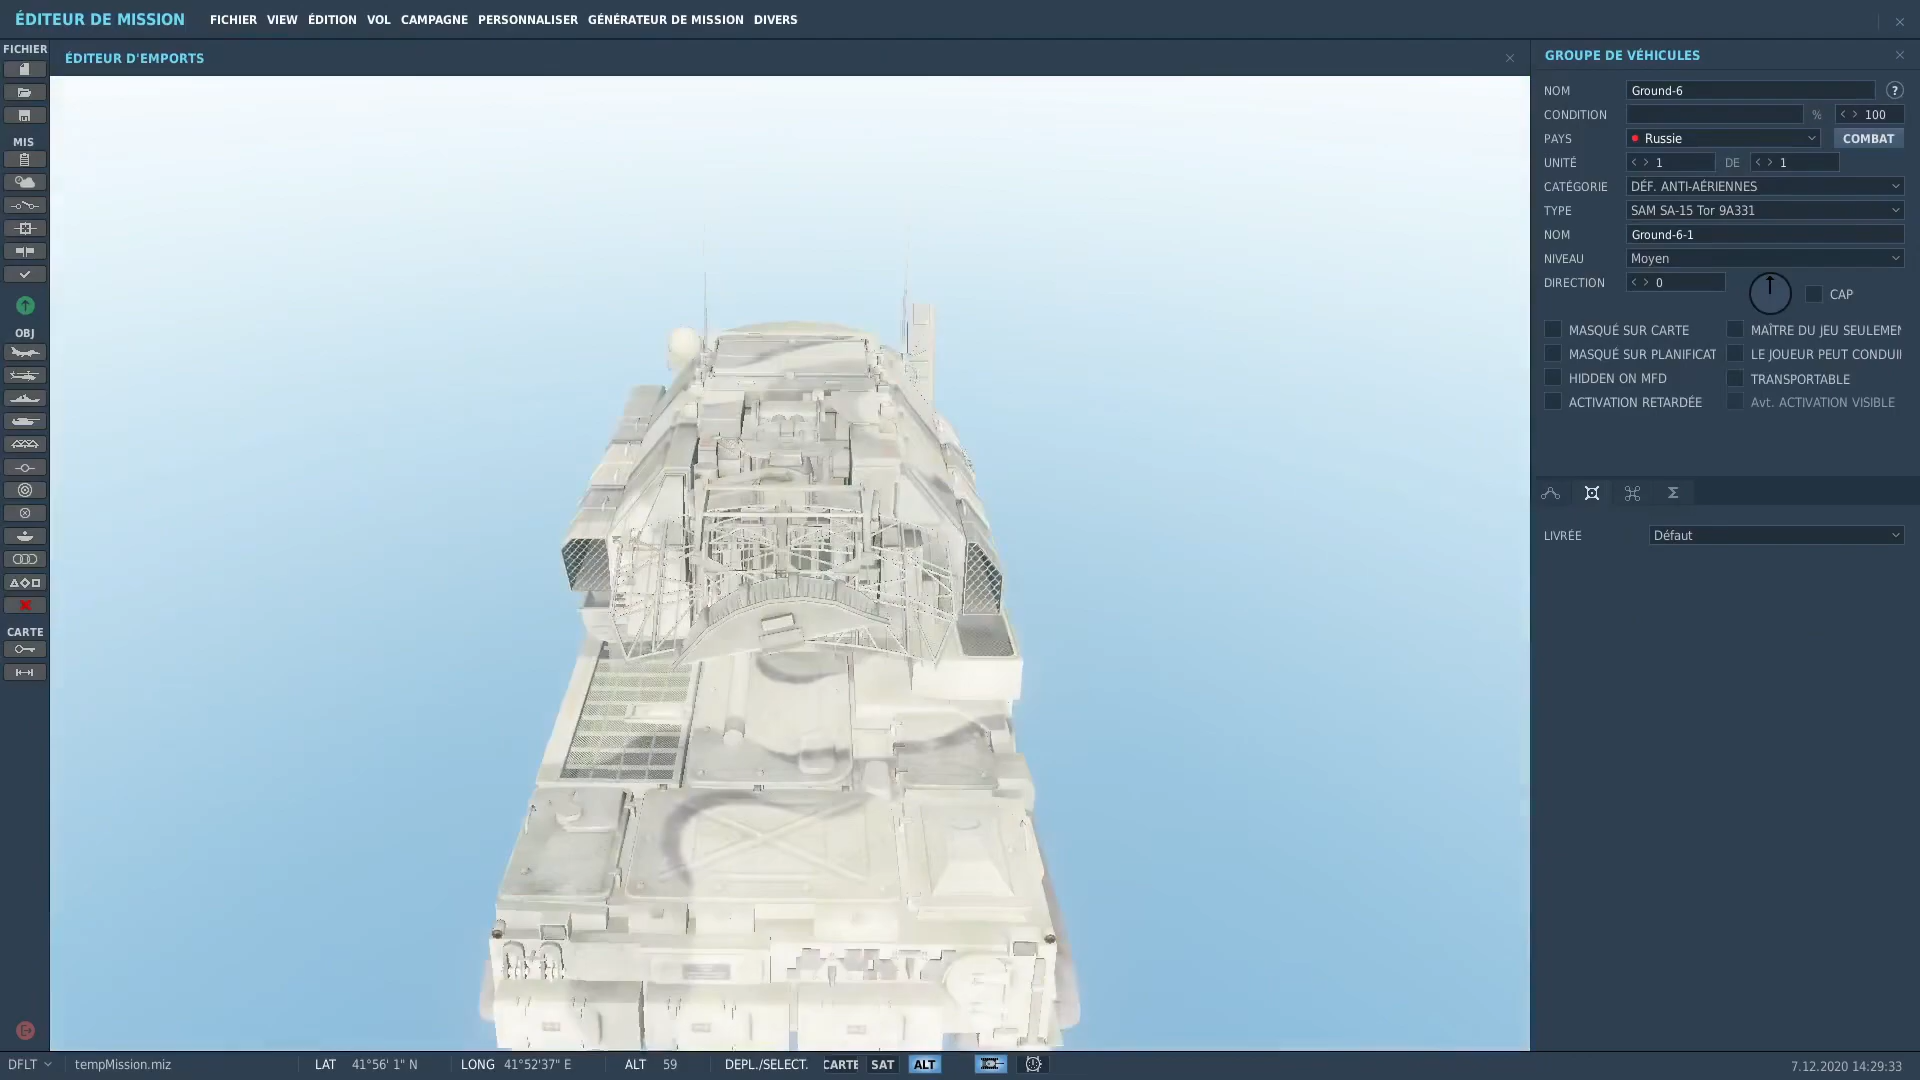 ÉDITEUR DE MISSION
FICHIER VIEW ÉDITION VOL CAMPAGNE PERSONNALISER GÉNÉRATEUR DE MISSION DIVERS
FICHIER
MIS
OBJ
CARTE
ÉDITEUR D'EMPORTS
GROUPE DE VÉHICULES
NOM Ground-6 ?
CONDITION % < > 100
PAYS Russie COMBAT
UNITÉ < > 1 DE < > 1
CATÉGORIE DÉF. ANTI-AÉRIENNES
TYPE SAM SA-15 Tor 9A331
NOM Ground-6-1
NIVEAU Moyen
DIRECTION < > 0 CAP
MASQUÉ SUR CARTE MAÎTRE DU JEU SEULEMEN
MASQUÉ SUR PLANIFICAT LE JOUEUR PEUT CONDUI
HIDDEN ON MFD TRANSPORTABLE
ACTIVATION RETARDÉE Avt. ACTIVATION VISIBLE
LIVRÉE Défaut
DFLT tempMission.miz LAT 41°56' 1" N LONG 41°52'37" E ALT 59 DEPL./SELECT. CARTE SAT ALT 7.12.2020 14:29:33